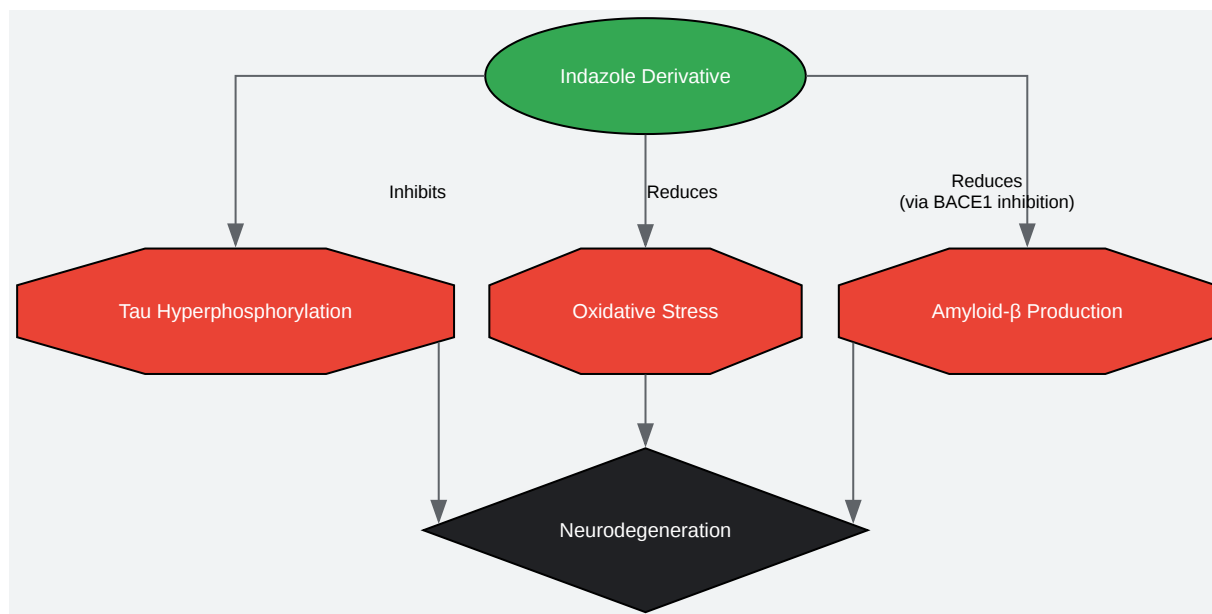 Indazole Derivative
Inhibits
Reduces
Reduces
(via BACE1 inhibition)
Tau Hyperphosphorylation
Oxidative Stress
Amyloid-β Production
Neurodegeneration